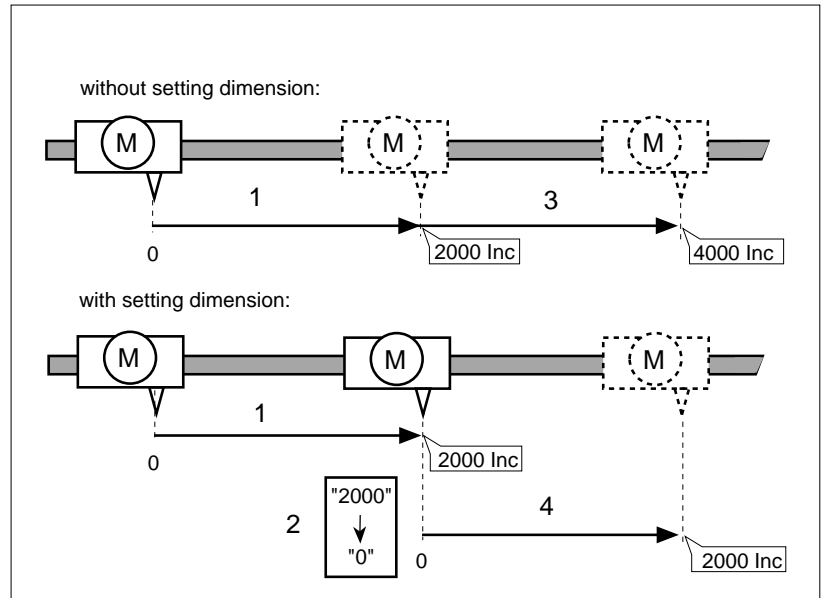 without setting dimension:
M M M
1 3
0 2000 Inc 4000 Inc
with setting dimension:
M M M
1
0 2000 Inc
2 "2000" 4
"0" 0 2000 Inc